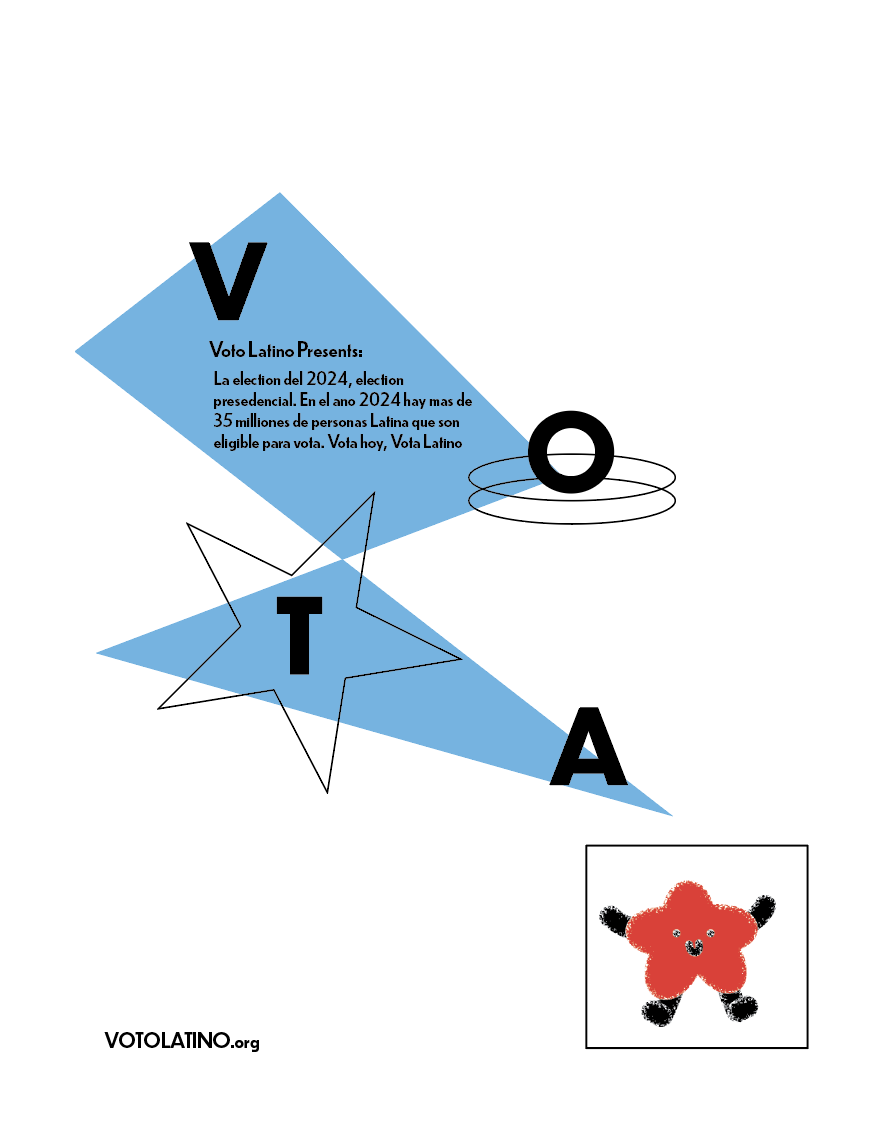 V
Voto Latino Presents:
La election del 2024, election
presedencial. En el ano 2024 hay mas de
35 milliones de personas Latina que son
eligible para vota. Vota hoy, Vota Latino
O
T
A
VOTOLATINO.org